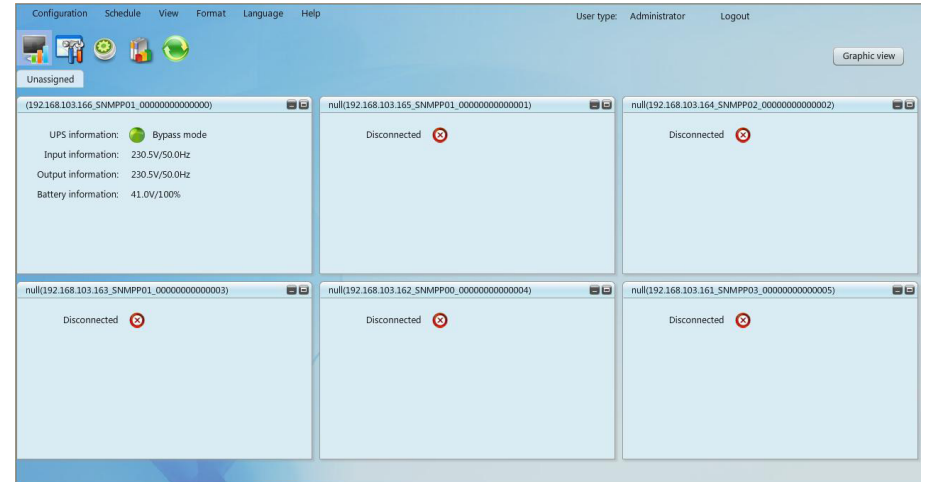 Configuration Schedule View Format Language Help User type: Administrator Logout
Graphic view
Unassigned
(192.168.103.166_SNMPP01_00000000000000) null(192.168.103.165_SNMPP01_00000000000001) null(192.168.103.164_SNMPP02_00000000000002)
UPS information: Bypass mode Disconnected Disconnected
Input information: 230.5V/50.0Hz
Output information: 230.5V/50.0Hz
Battery information: 41.0V/100%
null(192.168.103.163_SNMPP01_00000000000003) null(192.168.103.162_SNMPP00_00000000000004) null(192.168.103.161_SNMPP03_00000000000005)
Disconnected Disconnected Disconnected